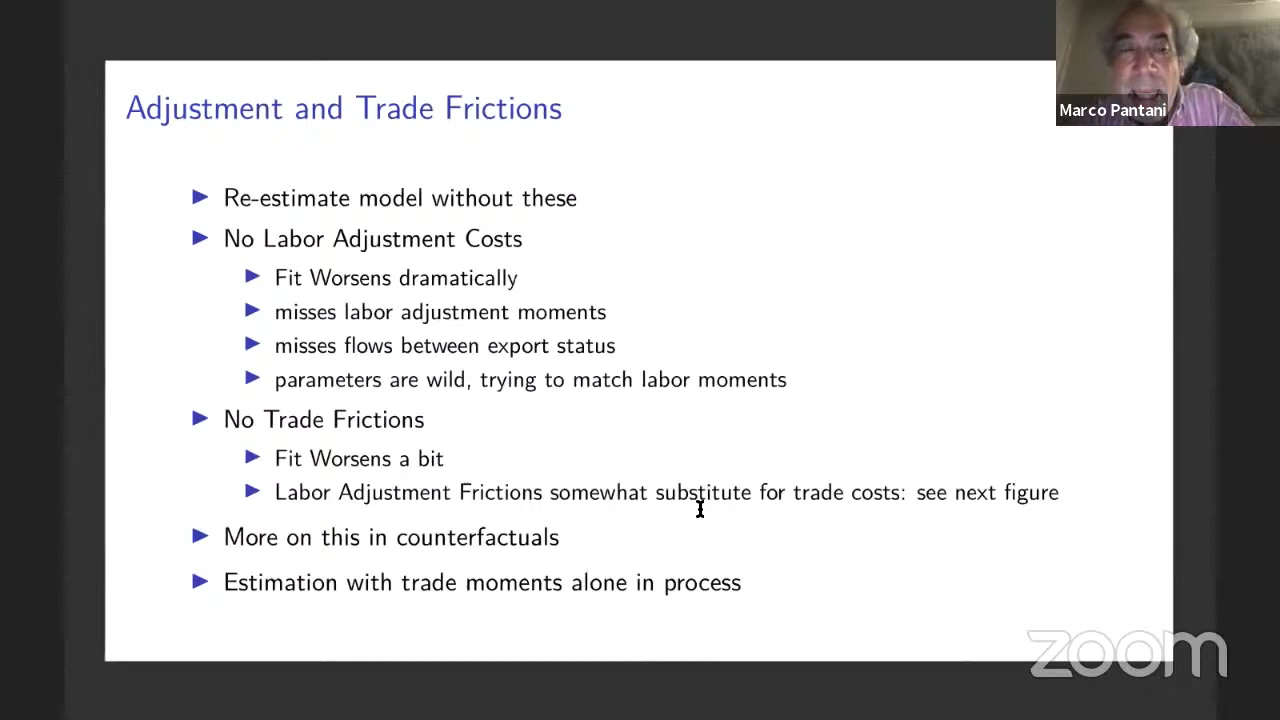 Adjustment and Trade Frictions
Marco Pantani
Re-estimate model without these
No Labor Adjustment Costs
Fit Worsens dramatically
misses labor adjustment moments
misses flows between export status
parameters are wild, trying to match labor moments
No Trade Frictions
Fit Worsens a bit
Labor Adjustment Frictions somewhat substitute for trade costs: see next figure
More on this in counterfactuals
Estimation with trade moments alone in process
zoom